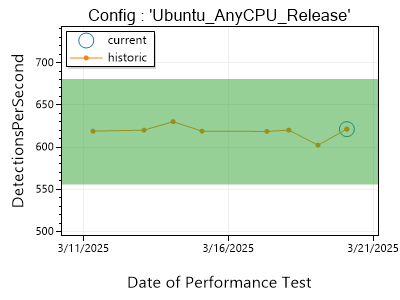 Config : 'Ubuntu_AnyCPU_Release'
current
historic
DetectionsPerSecond
700
650
600
550
500
3/11/2025
3/16/2025
3/21/2025
Date of Performance Test